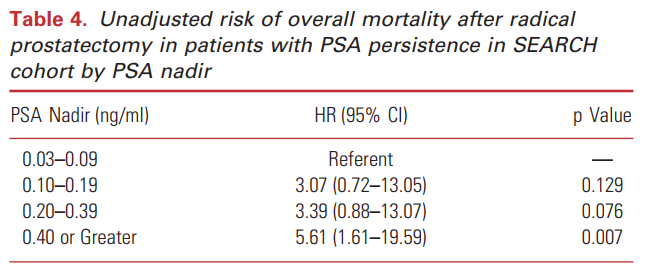 Table 4. Unadjusted risk of overall mortality after radical
prostatectomy in patients with PSA persistence in SEARCH
cohort by PSA nadir
PSA Nadir (ng/ml) HR (95% CI) p Value
0.03–0.09 Referent —
0.10–0.19 3.07 (0.72–13.05) 0.129
0.20–0.39 3.39 (0.88–13.07) 0.076
0.40 or Greater 5.61 (1.61–19.59) 0.007